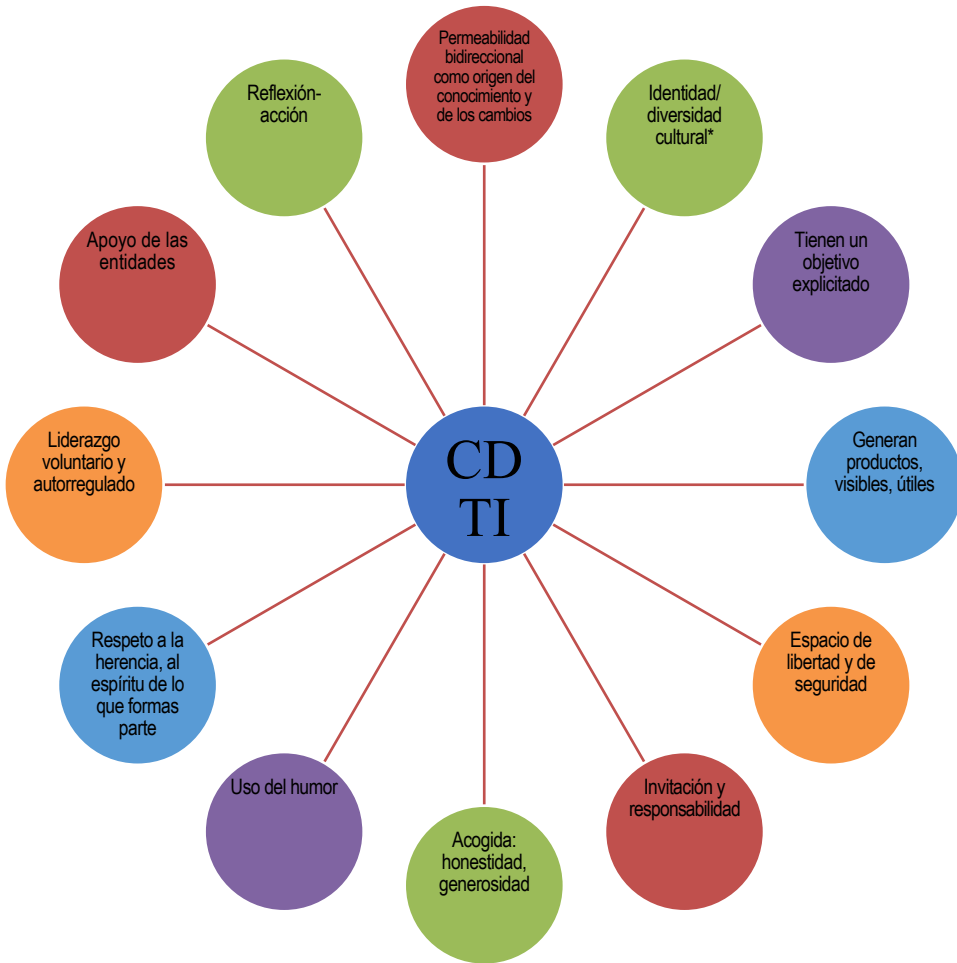 Permeabilidad
bidireccional
como origen del
conocimiento y
de los cambios
Identidad/
diversidad
cultural*
Tienen un
objetivo
explicitado
Generan
productos,
visibles, útiles
Espacio de
libertad y de
seguridad
Invitación y
responsabilidad
Acogida:
honestidad,
generosidad
Uso del humor
Respeto a la
herencia, al
espíritu de lo
que formas
parte
Liderazgo
voluntario y
autorregulado
Apoyo de las
entidades
Reflexión-
acción
CD
TI